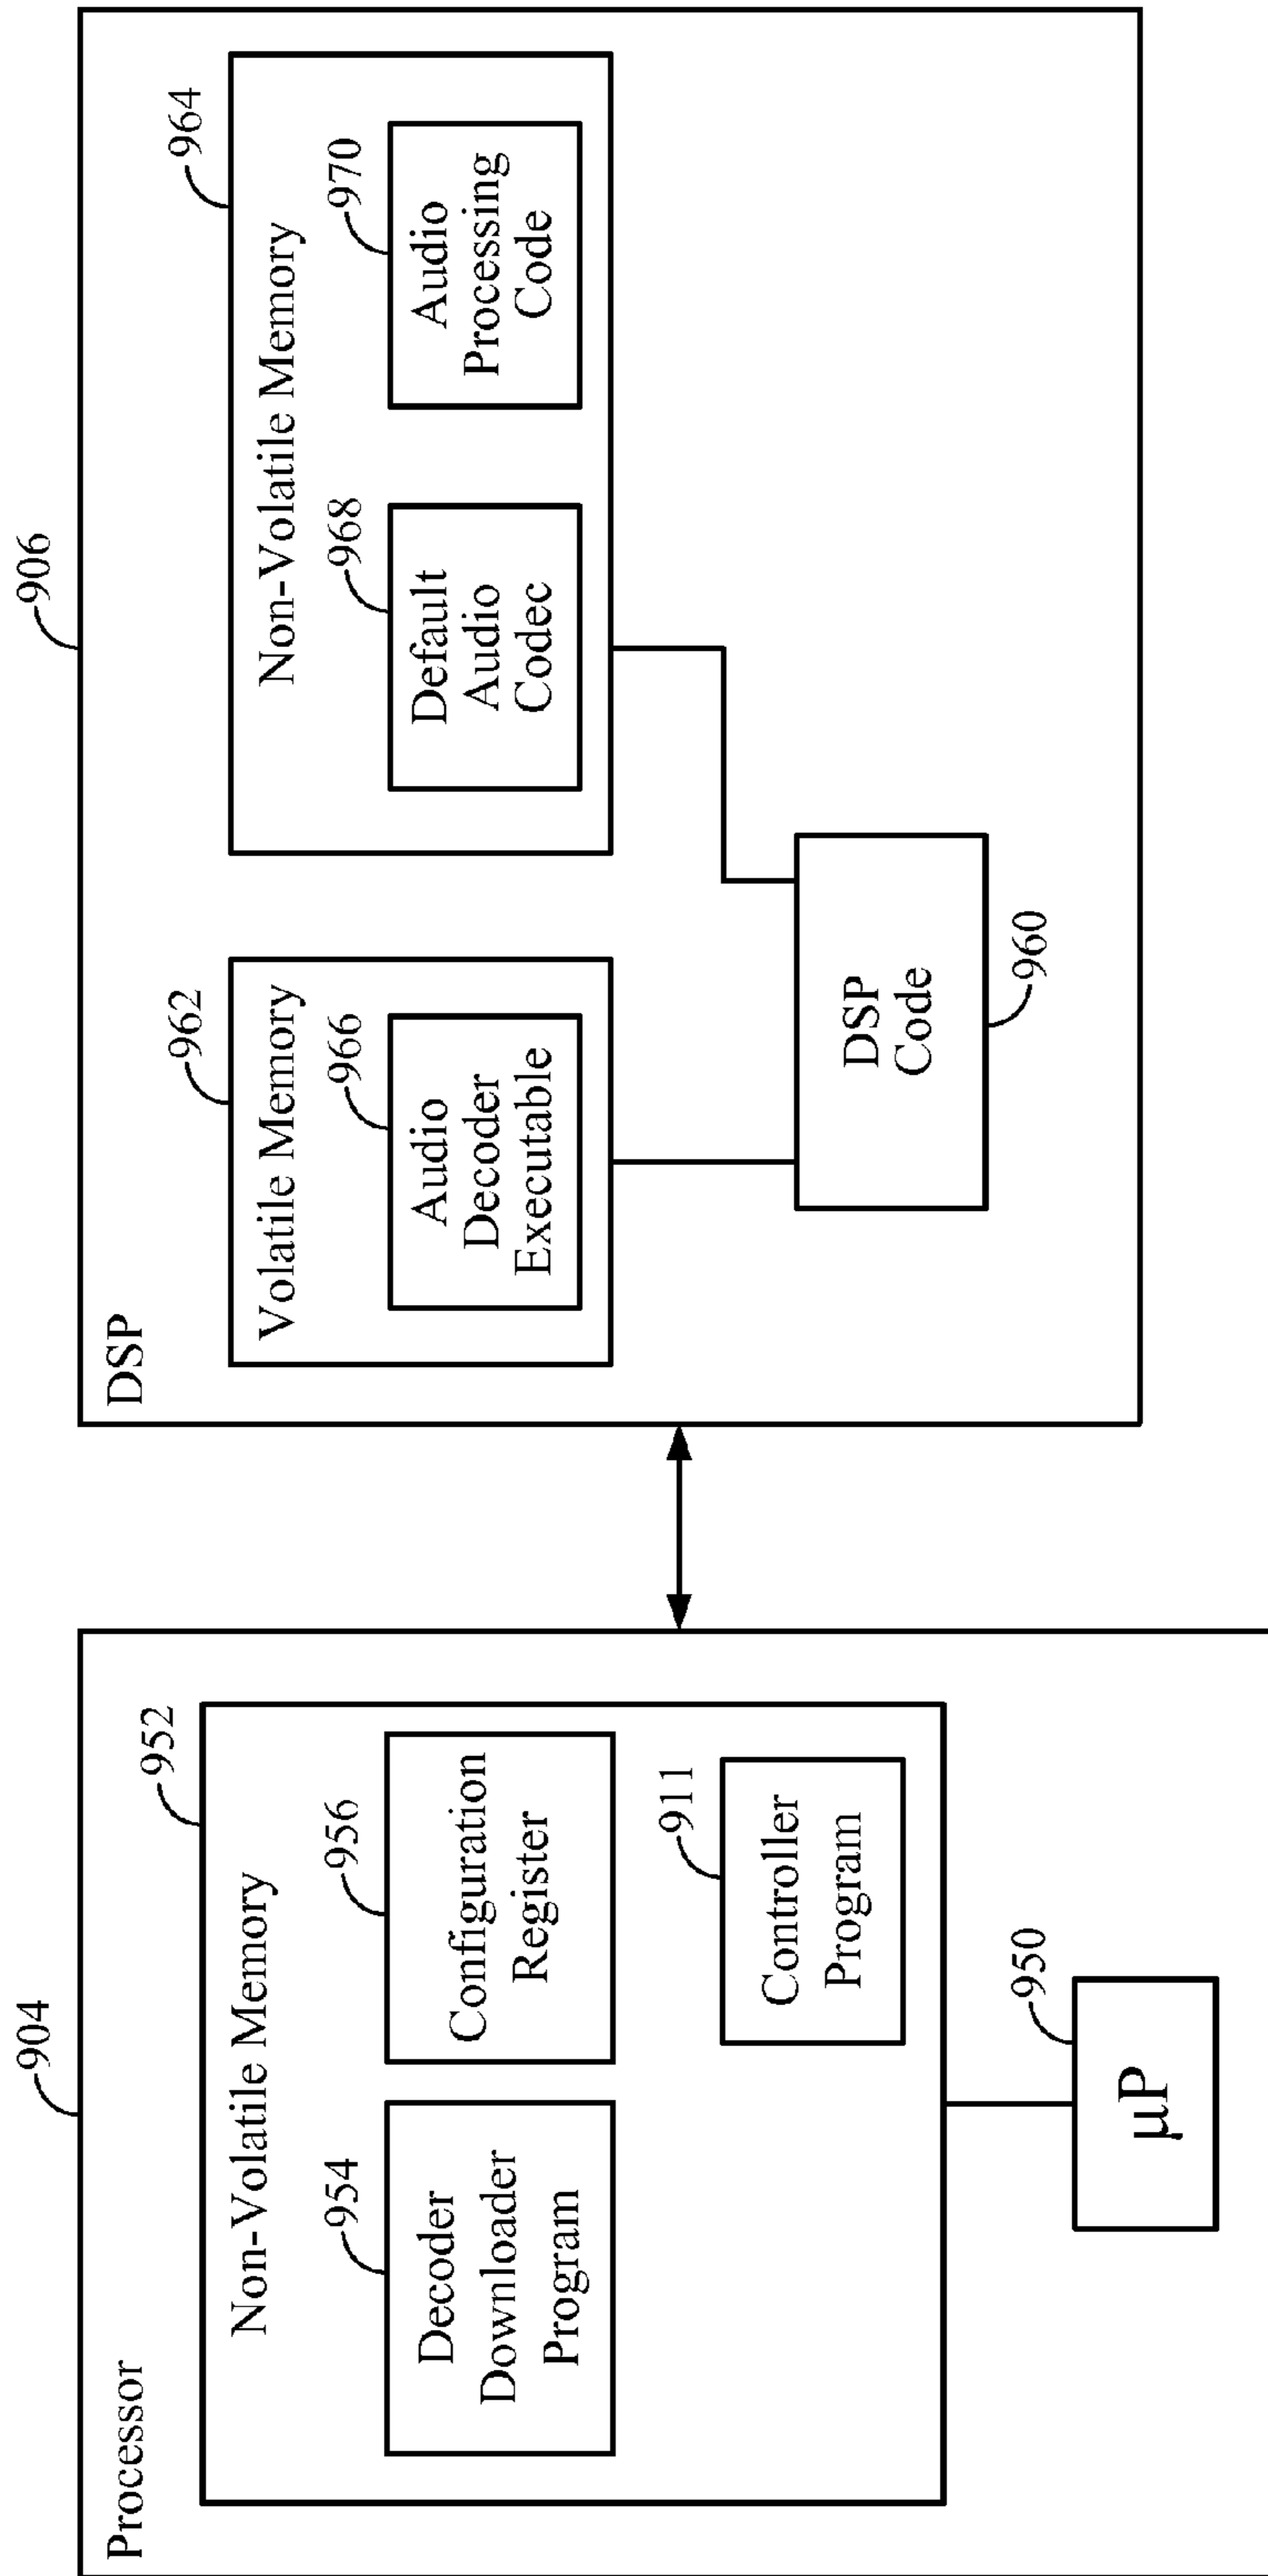 904
Processor
952
Non-Volatile Memory
954
Decoder
Downloader
Program
956
Configuration
Register
911
Controller
Program
950
µP
906
DSP
962
Volatile Memory
966
Audio
Decoder
Executable
964
Non-Volatile Memory
968
Default
Audio
Codec
970
Audio
Processing
Code
DSP
Code
960